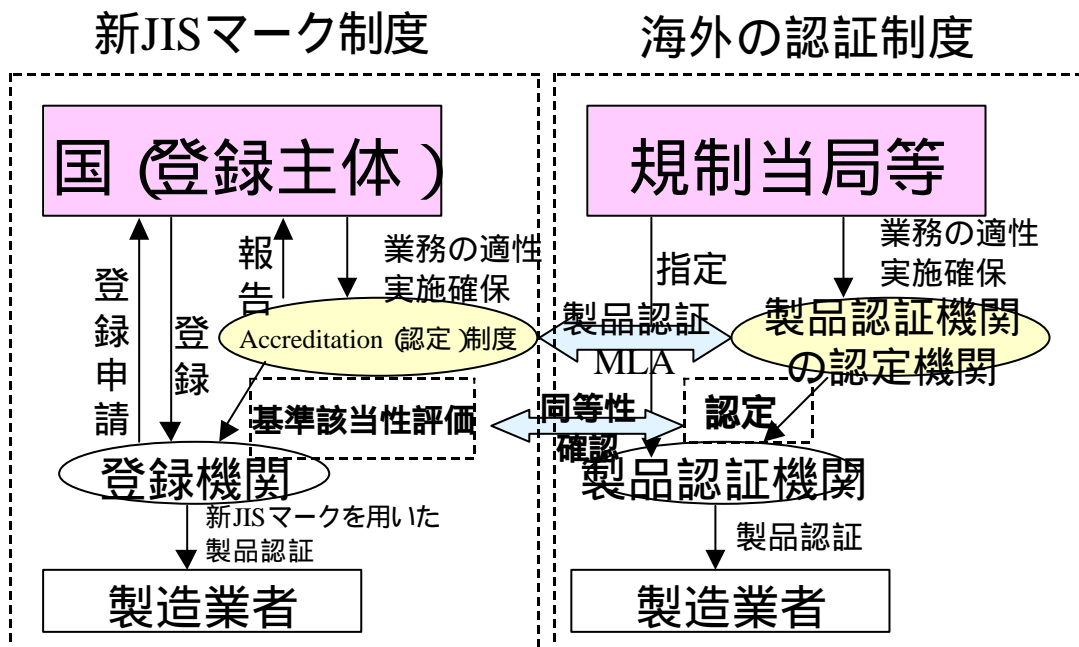 新JISマーク制度
国（登録主体）
登録申請
登録
報告
業務の適性
実施確保
Accreditation（認定）制度
基準該当性評価
登録機関
新JISマークを用いた
製品認証
製造業者
製品認証
MLA
同等性
確認
海外の認証制度
規制当局等
指定
業務の適性
実施確保
製品認証機関
の認定機関
認定
製品認証機関
製品認証
製造業者